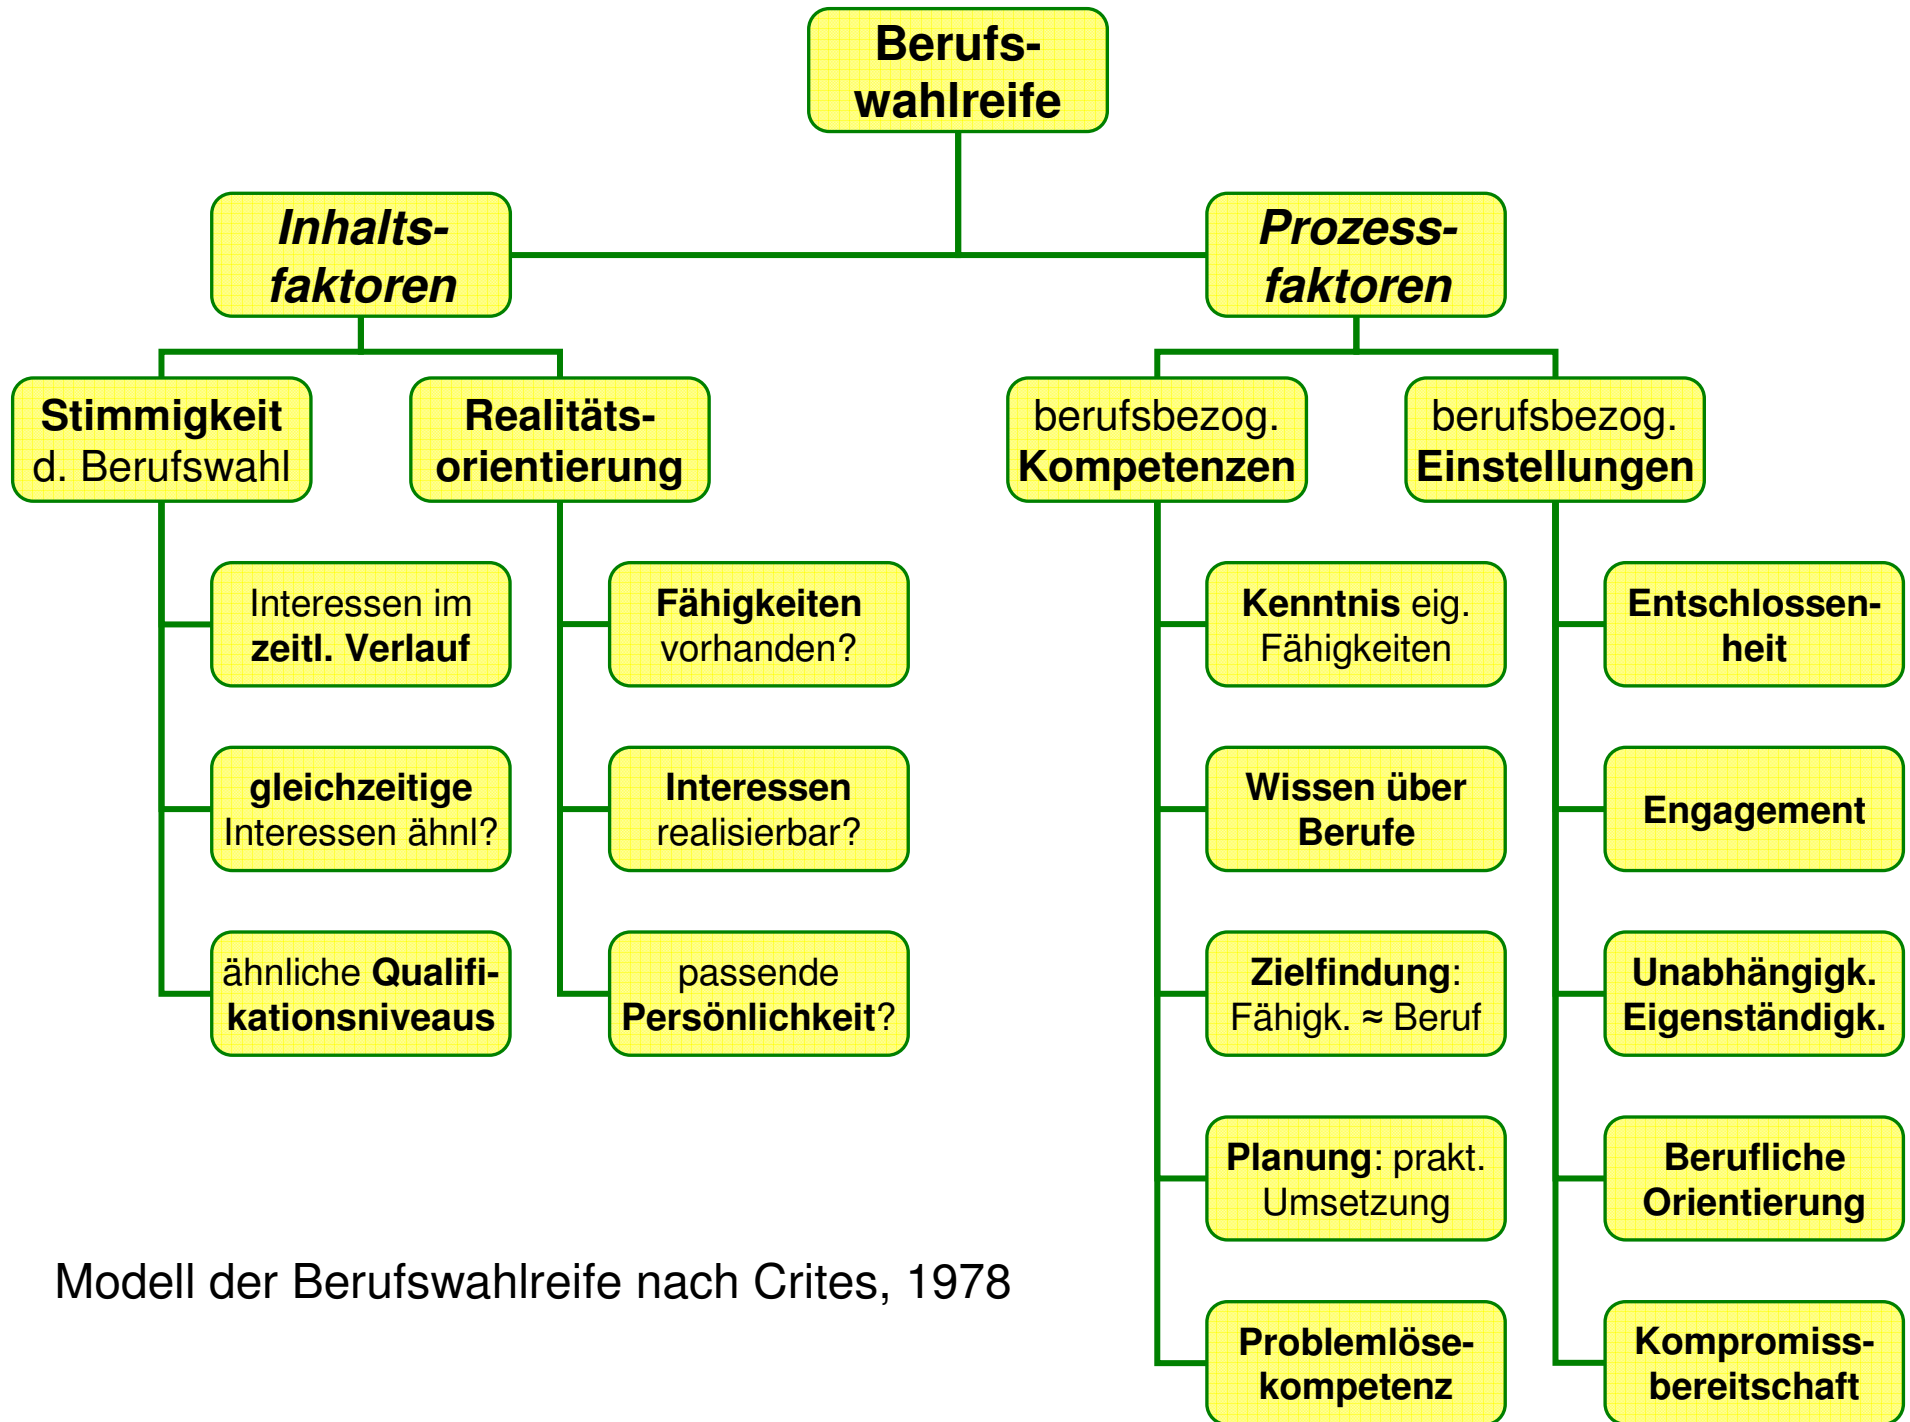 Berufs-
wahlreife
Inhalts-
faktoren
Prozess-
faktoren
Stimmigkeit
d. Berufswahl
Realitäts-
orientierung
berufsbezog.
Kompetenzen
berufsbezog.
Einstellungen
Interessen im
zeitl. Verlauf
gleichzeitige
Interessen ähnl?
ähnliche Qualifi-
kationsniveaus
Fähigkeiten
vorhanden?
Interessen
realisierbar?
passende
Persönlichkeit?
Kenntnis eig.
Fähigkeiten
Wissen über
Berufe
Zielfindung:
Fähigk. ≈ Beruf
Planung: prakt.
Umsetzung
Problemlöse-
kompetenz
Entschlossen-
heit
Engagement
Unabhängigk.
Eigenständigk.
Berufliche
Orientierung
Kompromiss-
bereitschaft
Modell der Berufswahlreife nach Crites, 1978